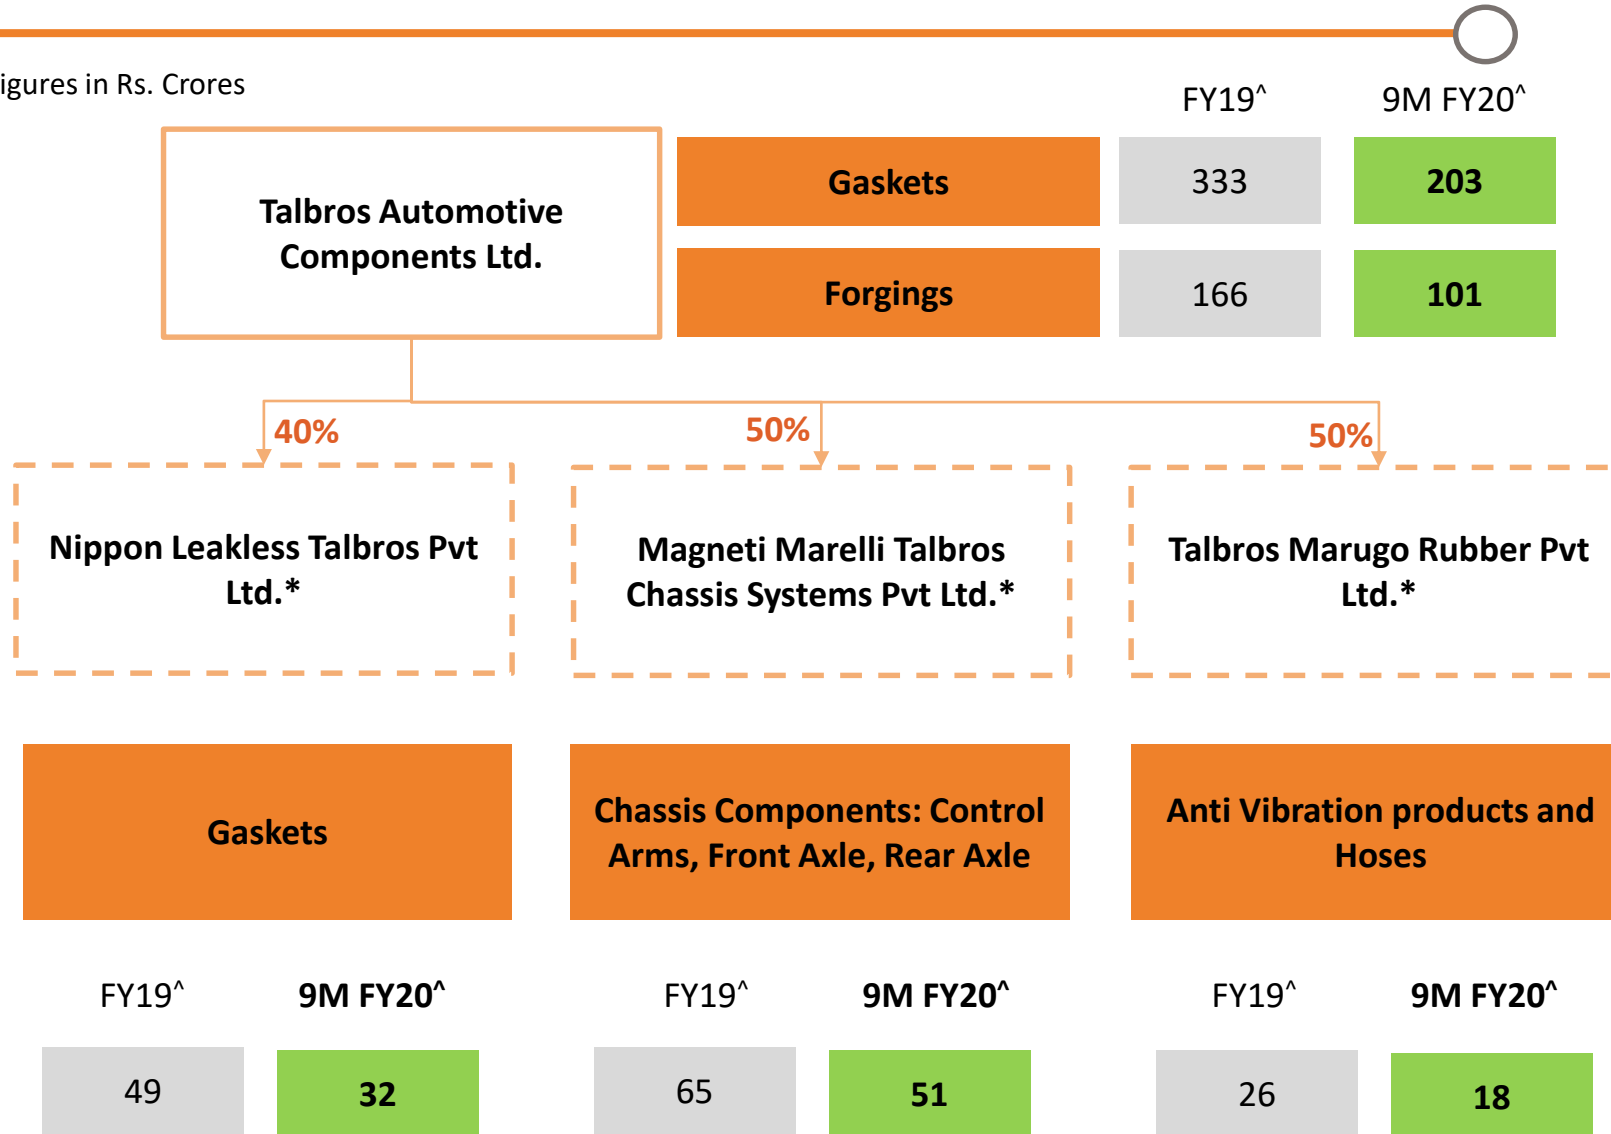 igures in Rs. Crores
FY19^ 9M FY20^
Talbros Automotive
Components Ltd.
Gaskets 333 203
Forgings 166 101
40% 50% 50%
Nippon Leakless Talbros Pvt
Ltd.*
Magneti Marelli Talbros
Chassis Systems Pvt Ltd.*
Talbros Marugo Rubber Pvt
Ltd.*
Gaskets
Chassis Components: Control
Arms, Front Axle, Rear Axle
Anti Vibration products and
Hoses
FY19^ 9M FY20^ FY19^ 9M FY20^ FY19^ 9M FY20^
49 32 65 51 26 18